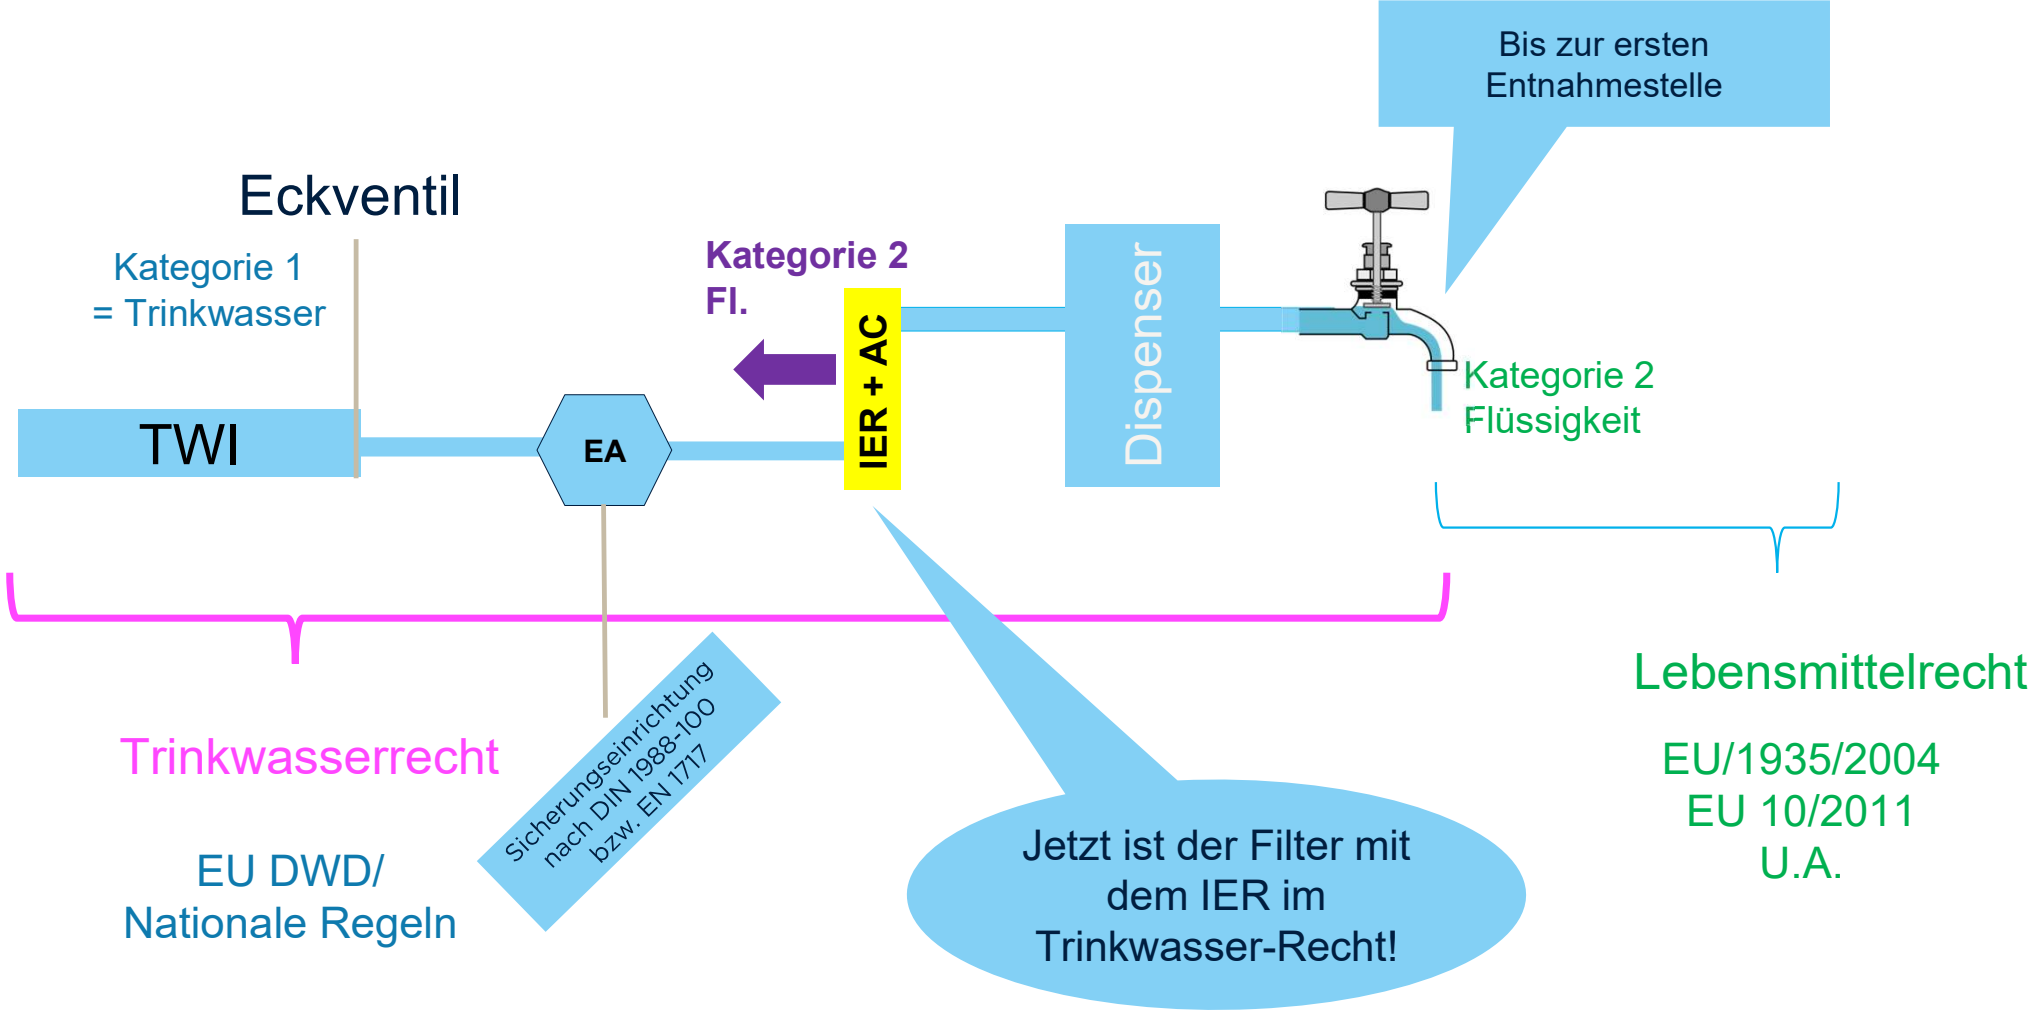 Bis zur ersten
Entnahmestelle
Eckventil
Kategorie 1
= Trinkwasser
Kategorie 2
Fl.
IER + AC
Dispenser
Kategorie 2
Flüssigkeit
TWI
EA
Sicherungseinrichtung
nach DIN 1988-100
bzw. EN 1717
Trinkwasserrecht
EU DWD/
Nationale Regeln
Jetzt ist der Filter mit
dem IER im
Trinkwasser-Recht!
Lebensmittelrecht
EU/1935/2004
EU 10/2011
U.A.